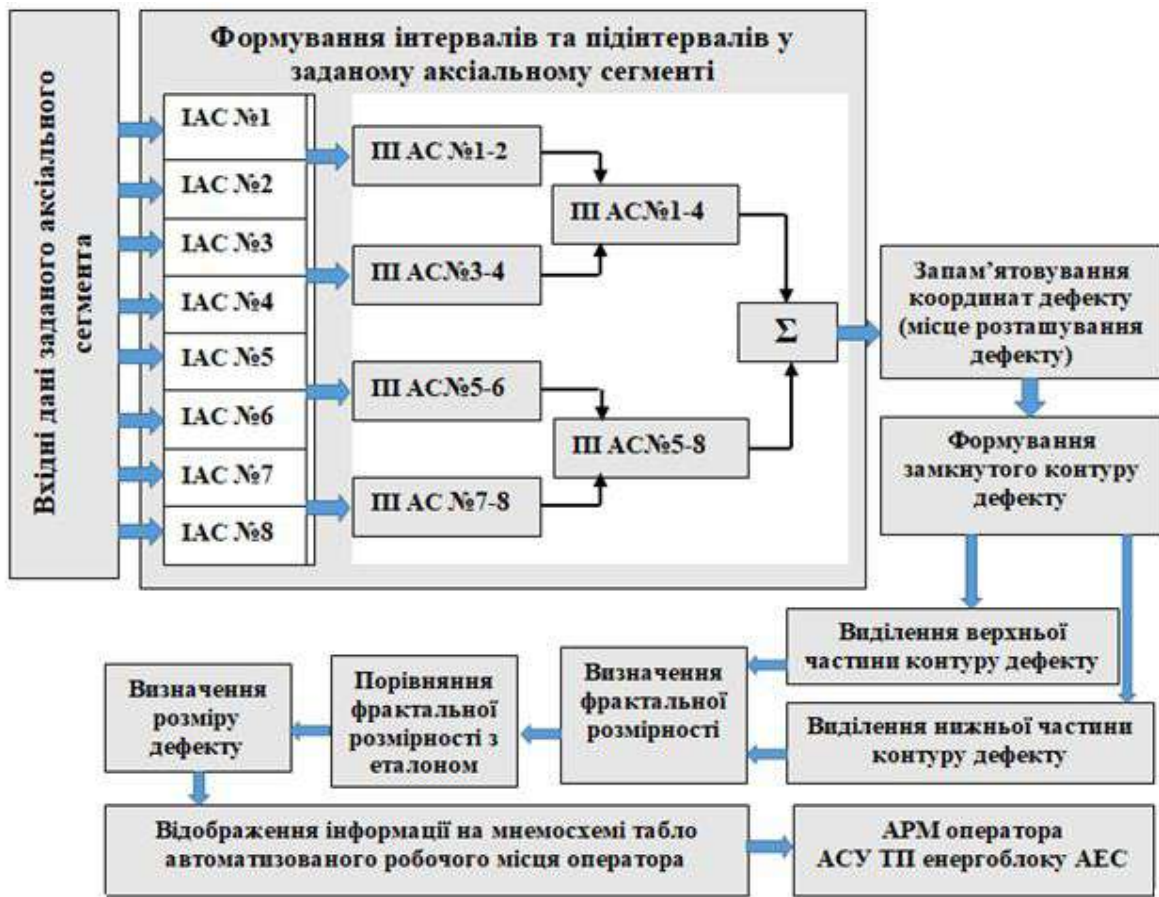 Вхідні дані заданого аксіального
сегмента
Формування інтервалів та підінтервалів у
заданому аксіальному сегменті
ІАС №1
ІАС №2
ІАС №3
ІАС №4
ІАС №5
ІАС №6
ІАС №7
ІАС №8
ПІ АС №1-2
ПІ АС№3-4
ПІ АС№5-6
ПІ АС №7-8
ПІ АС№1-4
ПІ АС№5-8
Σ
Запам’ятовування
координат дефекту
(місце розташування
дефекту)
Формування
замкнутого контуру
дефекту
Виділення верхньої
частини контуру дефекту
Виділення нижньої частини
контуру дефекту
Визначення
фрактальної
розмірності
Порівняння
фрактальної
розмірності з
еталоном
Визначення
розміру
дефекту
Відображення інформації на мнемосхемі табло
автоматизованого робочого місця оператора
АРМ оператора
АСУ ТП енергоблоку АЕС